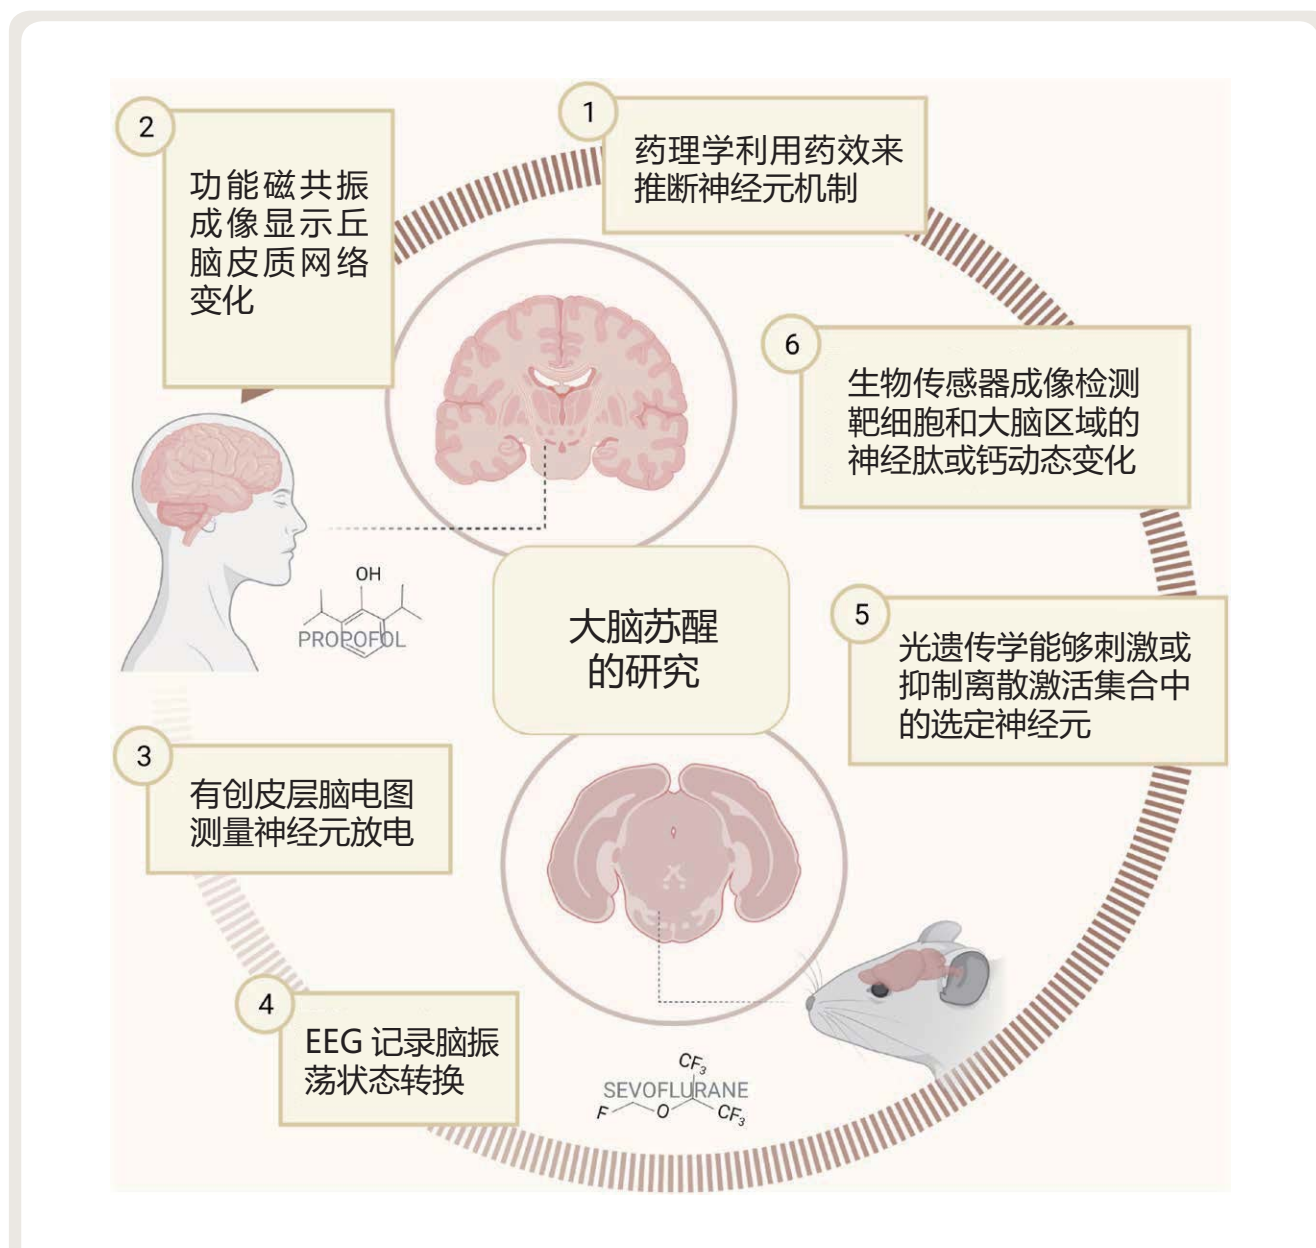 1
药理学利用药效来
推断神经元机制
2
功能磁共振
成像显示丘
脑皮质网络
变化
6
生物传感器成像检测
靶细胞和大脑区域的
神经肽或钙动态变化
OH
PROPOFOL
大脑苏醒
的研究
5
光遗传学能够刺激或
抑制离散激活集合中
的选定神经元
3
有创皮层脑电图
测量神经元放电
4
EEG 记录脑振
荡状态转换
CF₃
SEVOFLURANE
F
O
CF₃